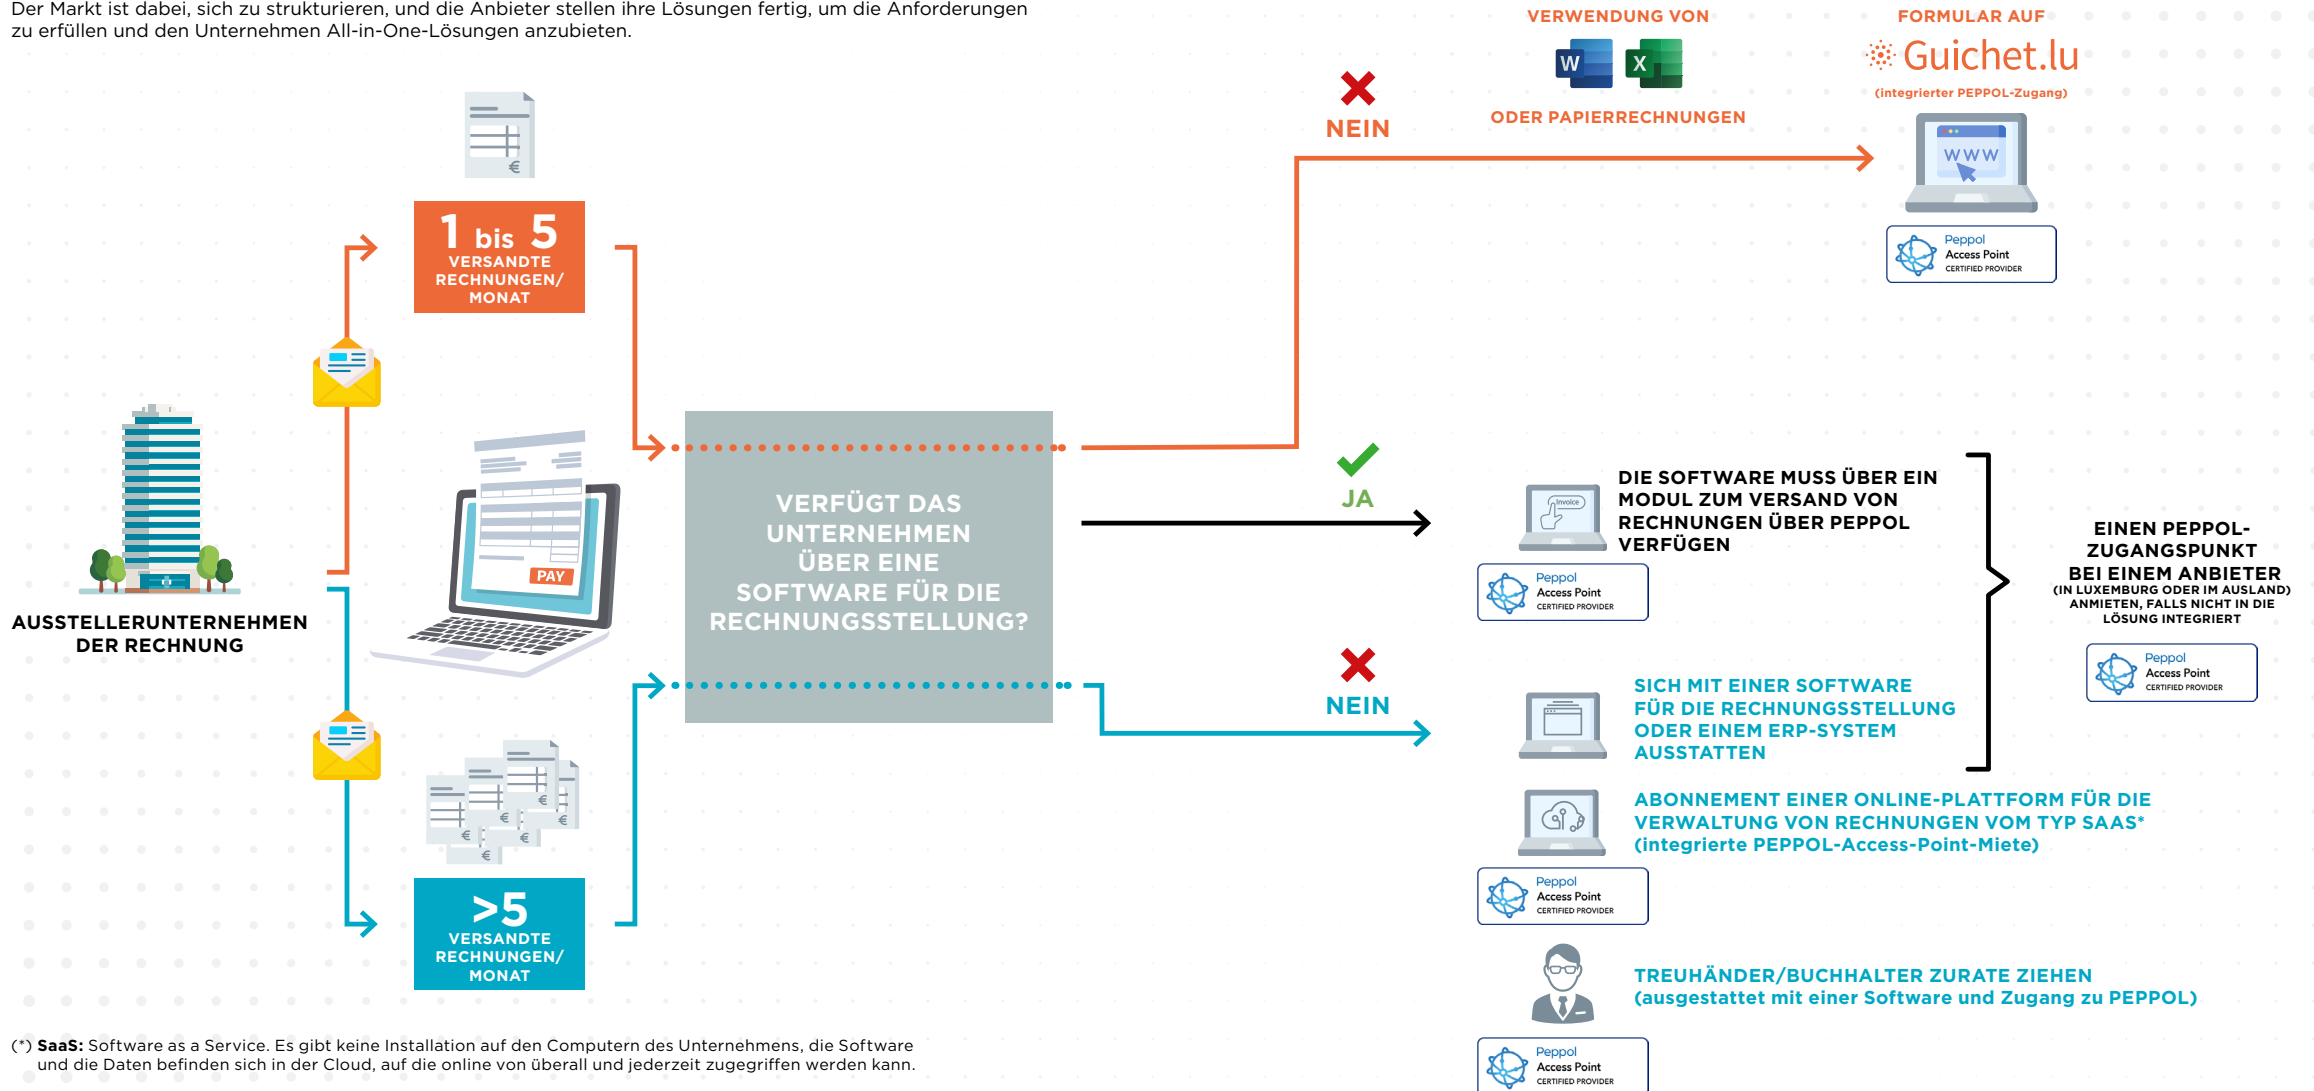 Der Markt ist dabei, sich zu strukturieren, und die Anbieter stellen ihre Lösungen fertig, um die Anforderungen
zu erfüllen und den Unternehmen All-in-One-Lösungen anzubieten.
VERWENDUNG VON
W
X
ODER PAPIERRECHNUNGEN
FORMULAR AUF
Guichet.lu
(integrierter PEPPOL-Zugang)
WWW
Peppol
Access Point
CERTIFIED PROVIDER
NEIN
€
1 bis 5
VERSANDTE
RECHNUNGEN/
MONAT
AUSSTELLERUNTERNEHMEN
DER RECHNUNG
PAY
VERFÜGT DAS
UNTERNEHMEN
ÜBER EINE
SOFTWARE FÜR DIE
RECHNUNGSSTELLUNG?
JA
Invoice
DIE SOFTWARE MUSS ÜBER EIN
MODUL ZUM VERSAND VON
RECHNUNGEN ÜBER PEPPOL
VERFÜGEN
Peppol
Access Point
CERTIFIED PROVIDER
EINEN PEPPOL-
ZUGANGSPUNKT
BEI EINEM ANBIETER
(IN LUXEMBURG ODER IM AUSLAND)
ANMIETEN, FALLS NICHT IN DIE
LÖSUNG INTEGRIERT
Peppol
Access Point
CERTIFIED PROVIDER
NEIN
SICH MIT EINER SOFTWARE
FÜR DIE RECHNUNGSSTELLUNG
ODER EINEM ERP-SYSTEM
AUSSTATTEN
ABONNEMENT EINER ONLINE-PLATTFORM FÜR DIE
VERWALTUNG VON RECHNUNGEN VOM TYP SAAS*
(integrierte PEPPOL-Access-Point-Miete)
Peppol
Access Point
CERTIFIED PROVIDER
€
€
€
€
€
>5
VERSANDTE
RECHNUNGEN/
MONAT
TREUHÄNDER/BUCHHALTER ZURATE ZIEHEN
(ausgestattet mit einer Software und Zugang zu PEPPOL)
Peppol
Access Point
CERTIFIED PROVIDER
(*) SaaS: Software as a Service. Es gibt keine Installation auf den Computern des Unternehmens, die Software
und die Daten befinden sich in der Cloud, auf die online von überall und jederzeit zugegriffen werden kann.